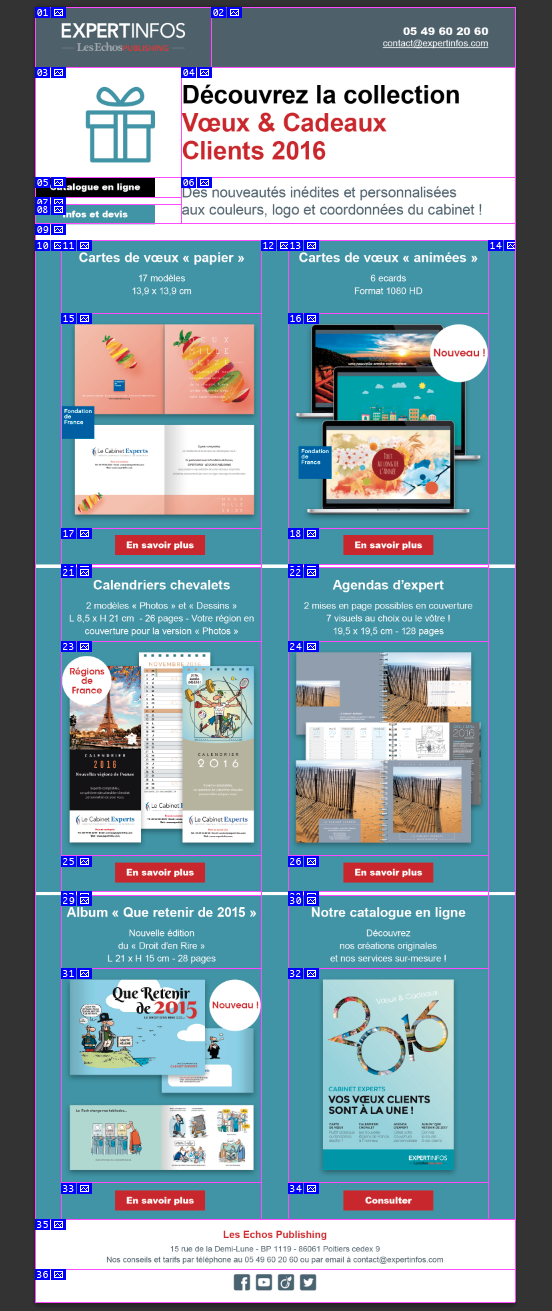 01
02
EXPERTINFOS
Les Echos PUBLISHING
05 49 60 20 60
contact@expertinfos.com
03
04
Découvrez la collection
Vœux & Cadeaux
Clients 2016
05
06
Catalogue en ligne
07
08
Infos et devis
Des nouveautés inédites et personnalisées
aux couleurs, logo et coordonnées du cabinet !
09
10 11 12 13 14
Cartes de vœux « papier »
17 modèles
13,9 x 13,9 cm
Cartes de vœux « animées »
6 ecards
Format 1080 HD
15
16
DEUX
MILLE
Nouveau !
Fondation
de
France
Le Cabinet Experts
Fondation
de
France
17
En savoir plus
18
En savoir plus
21
Calendriers chevalets
2 modèles « Photos » et « Dessins »
L 8,5 x H 21 cm - 26 pages - Votre région en
couverture pour la version « Photos »
22
Agendas d'expert
2 mises en page possibles en couverture
7 visuels au choix ou le vôtre !
19,5 x 19,5 cm - 128 pages
23
24
Régions
de
France
NOVEMBRE 2016
CALENDRIER
2016
Nouvelles régions de France
CALENDRIER
2016
Le Cabinet Experts
Le Cabinet Experts
Le Cabinet Experts
2016
25
En savoir plus
26
En savoir plus
29
Album « Que retenir de 2015 »
Nouvelle édition
du « Droit d'en Rire »
L 21 x H 15 cm - 28 pages
30
Notre catalogue en ligne
Découvrez
nos créations originales
et nos services sur-mesure !
31
32
Que Retenir
de 2015
Nouveau !
Vœux & Cadeaux
2016
CABINET EXPERTS
VOS VŒUX CLIENTS
SONT À LA UNE !
EXPERTINFOS
33
En savoir plus
34
Consulter
35
Les Echos Publishing
15 rue de la Demi-Lune - BP 1119 - 86061 Poitiers cedex 9
Nos conseils et tarifs par téléphone au 05 49 60 20 60 ou par email à contact@expertinfos.com
36